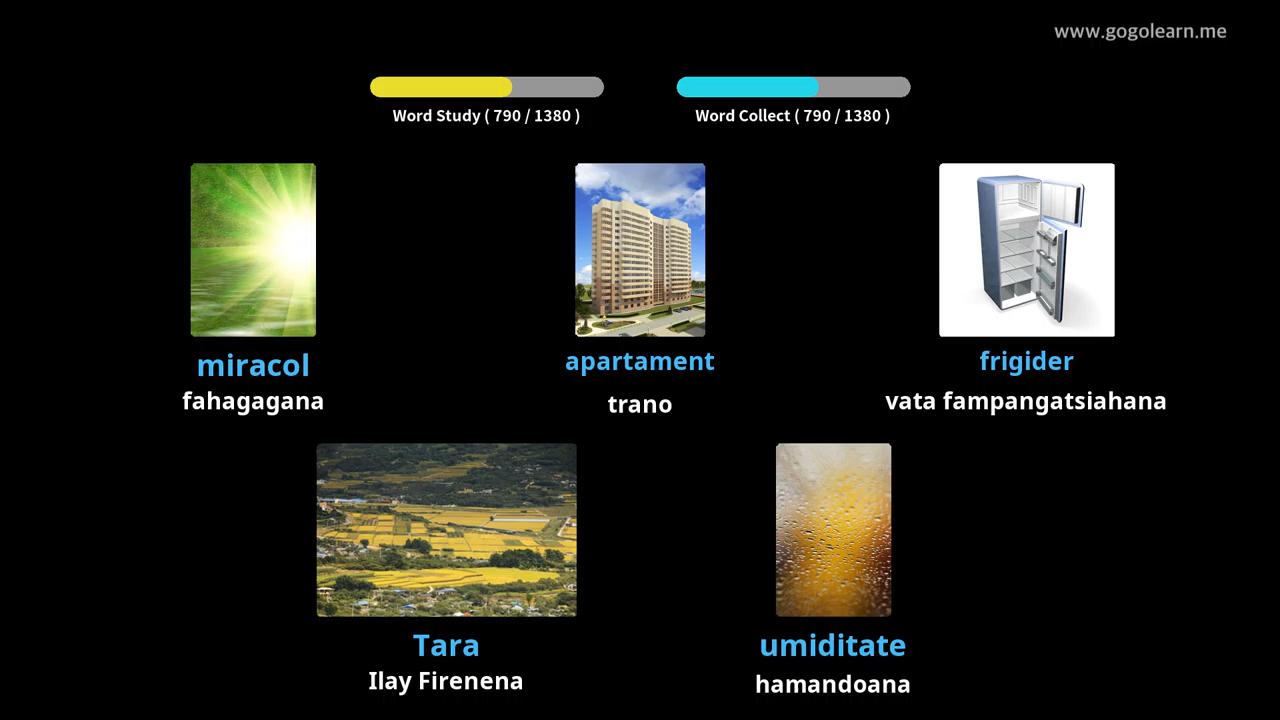 www.gogolearn.me
Word Study ( 790 / 1380 )
Word Collect ( 790 / 1380 )
miracol
apartament
frigider
fahagagana
trano
vata fampangatsiahana
Tara
umiditate
Ilay Firenena
hamandoana